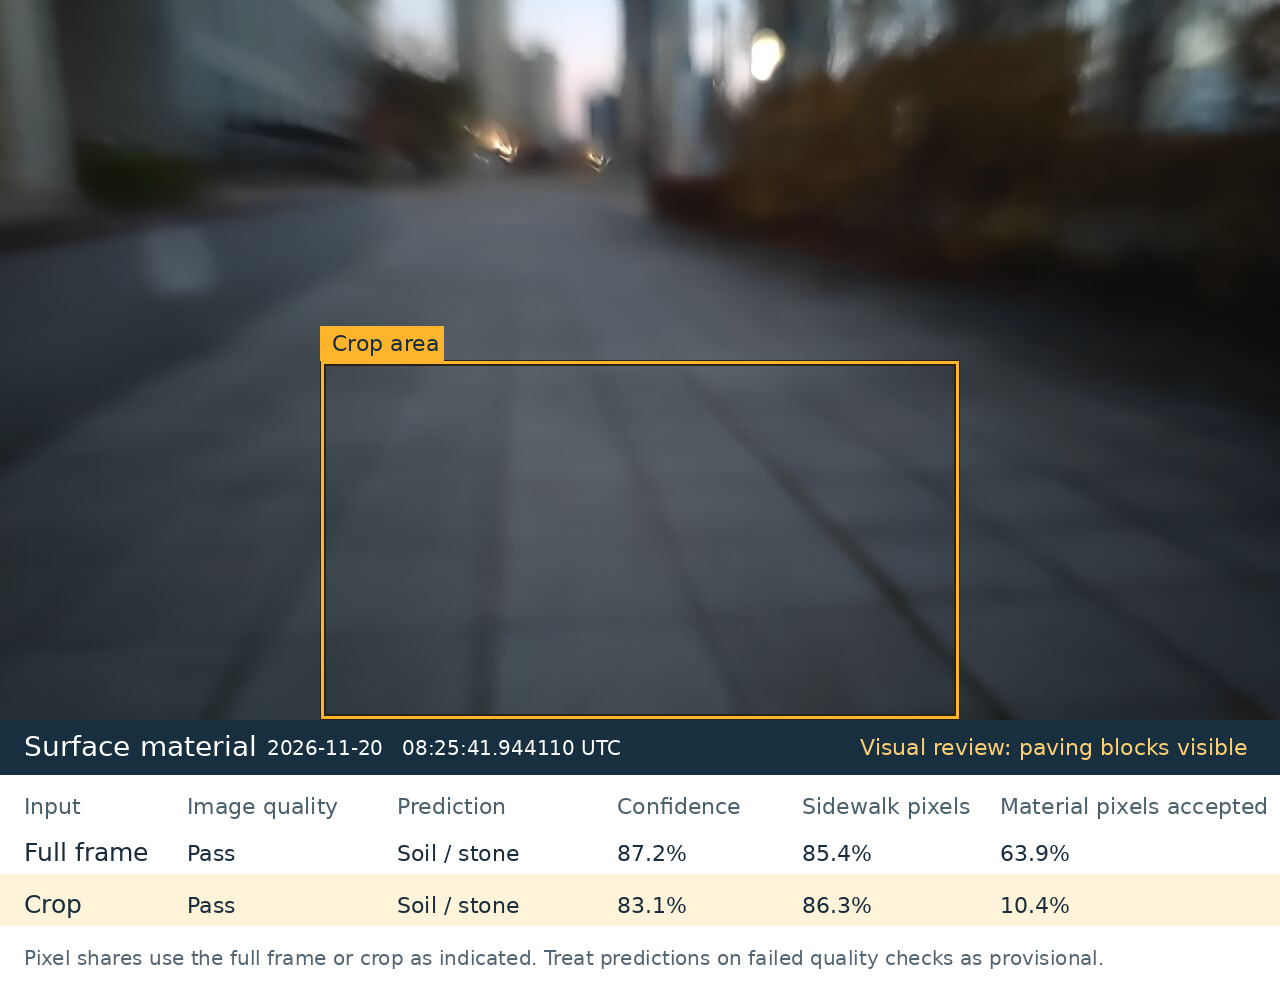 Crop area
Surface material 2026-11-20 08:25:41.944110 UTC Visual review: paving blocks visible
Input Image quality Prediction Confidence Sidewalk pixels Material pixels accepted
Full frame Pass Soil / stone 87.2% 85.4% 63.9%
Crop Pass Soil / stone 83.1% 86.3% 10.4%
Pixel shares use the full frame or crop as indicated. Treat predictions on failed quality checks as provisional.